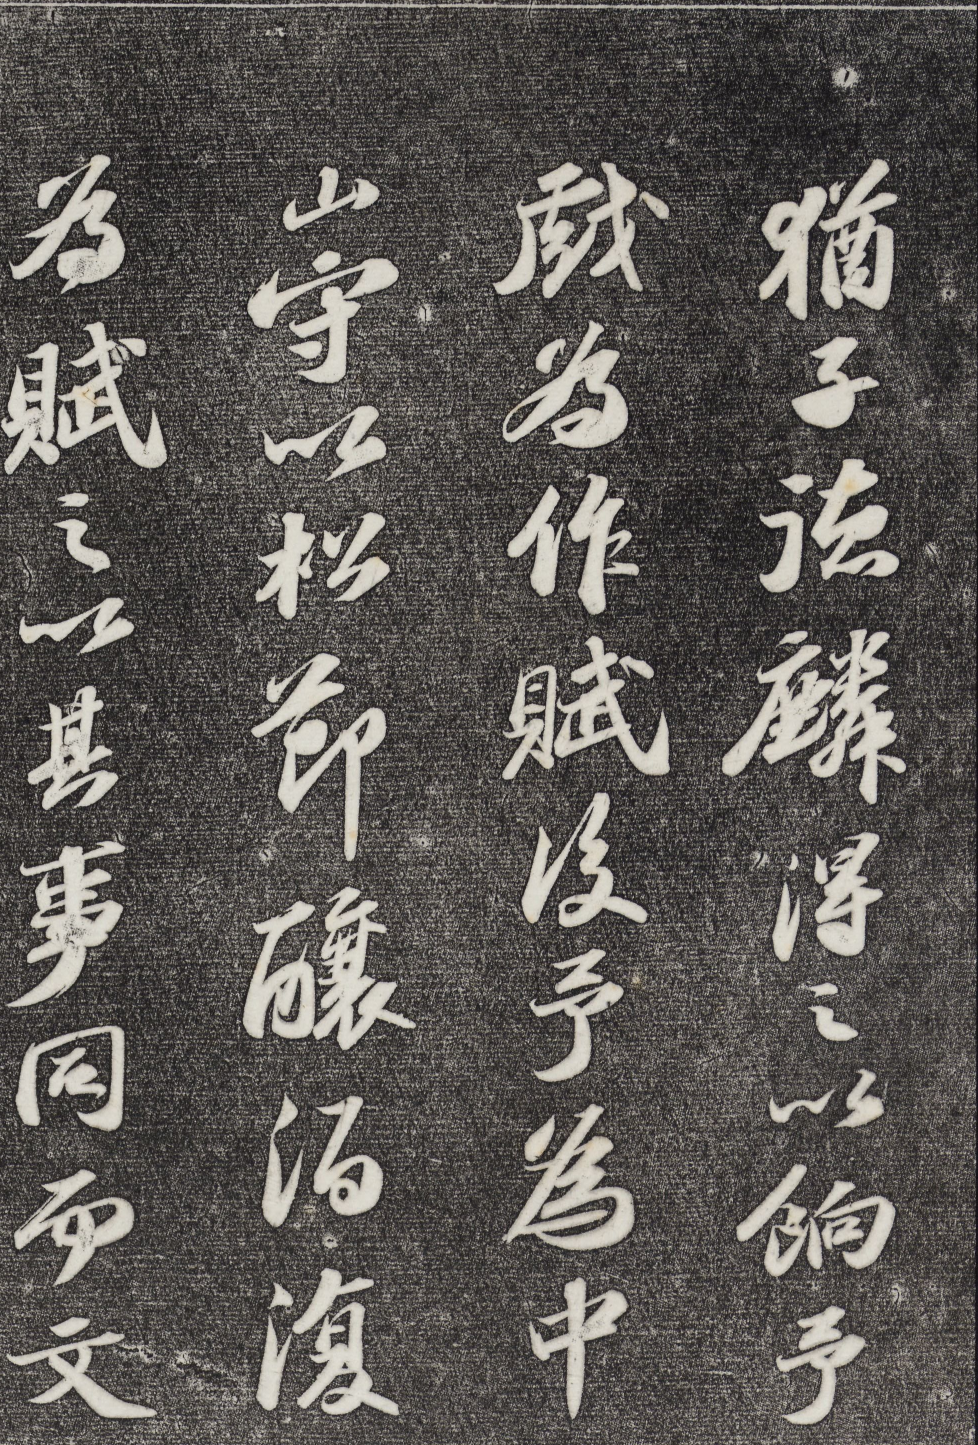 猶子德麟得之以餉予
戲為作賦後予為中
山守以松節釀酒復
為賦之以其事同而文